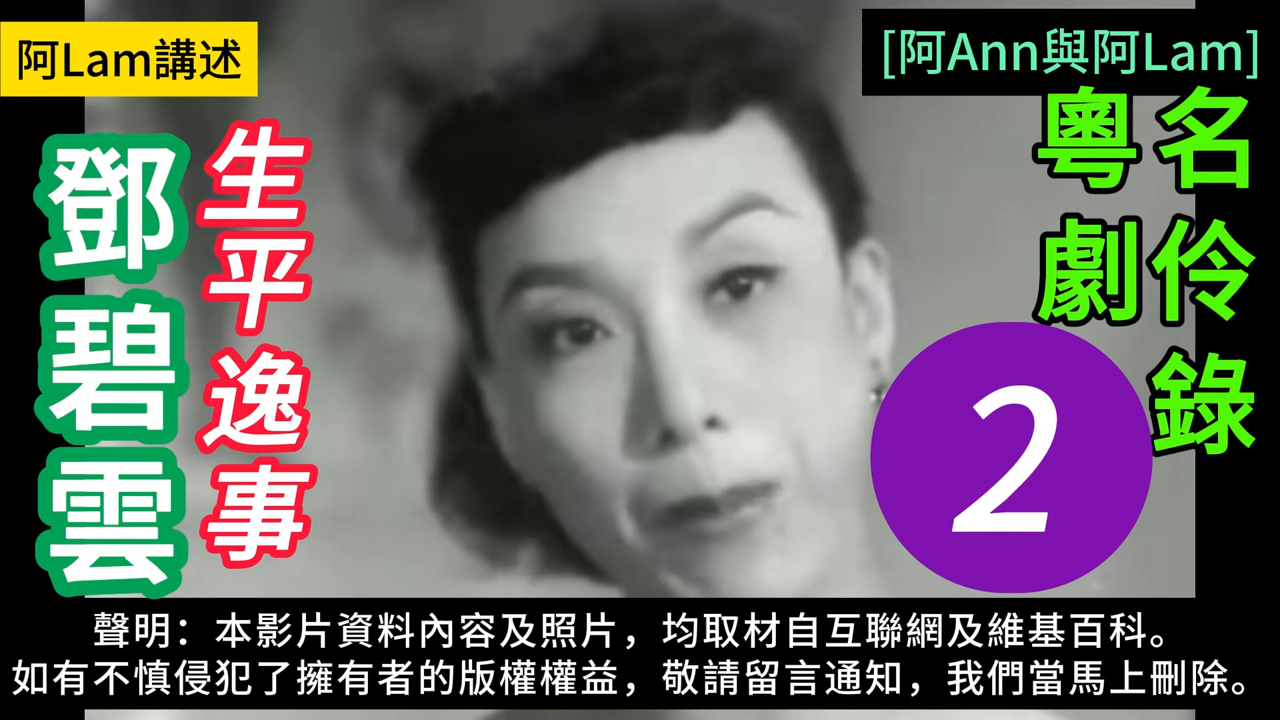 阿Lam講述
[阿Ann與阿Lam]
鄧碧雲
生平逸事
名伶錄
粵劇
2
聲明：本影片資料內容及照片，均取材自互聯網及維基百科。
如有不慎侵犯了擁有者的版權權益，敬請留言通知，我們當馬上刪除。